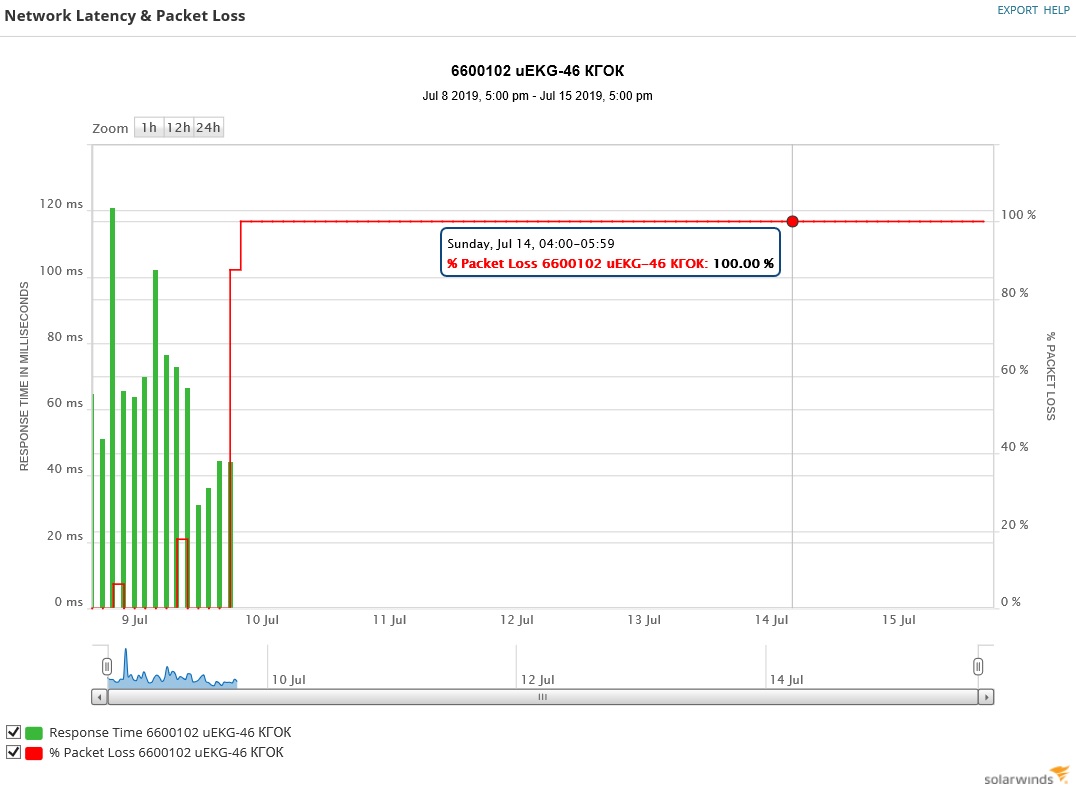 Network Latency & Packet Loss
EXPORT HELP
6600102 uEKG-46 КГОК
Jul 8 2019, 5:00 pm - Jul 15 2019, 5:00 pm
Zoom 1h 12h 24h
120 ms
100 ms
80 ms
60 ms
40 ms
20 ms
0 ms
RESPONSE TIME IN MILLISECONDS
100 %
80 %
60 %
40 %
20 %
0 %
% PACKET LOSS
Sunday, Jul 14, 04:00-05:59
% Packet Loss 6600102 uEKG-46 КГОК: 100.00 %
9 Jul 10 Jul 11 Jul 12 Jul 13 Jul 14 Jul 15 Jul
10 Jul 12 Jul 14 Jul
Response Time 6600102 uEKG-46 КГОК
% Packet Loss 6600102 uEKG-46 КГОК
solarwinds